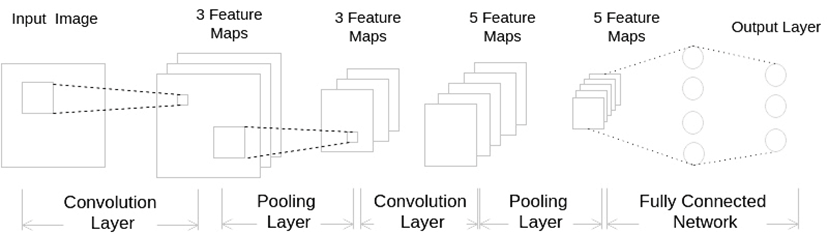 Input Image
3 Feature
Maps
3 Feature
Maps
5 Feature
Maps
5 Feature
Maps
Output Layer
Convolution
Layer
Pooling
Layer
Convolution
Layer
Pooling
Layer
Fully Connected
Network